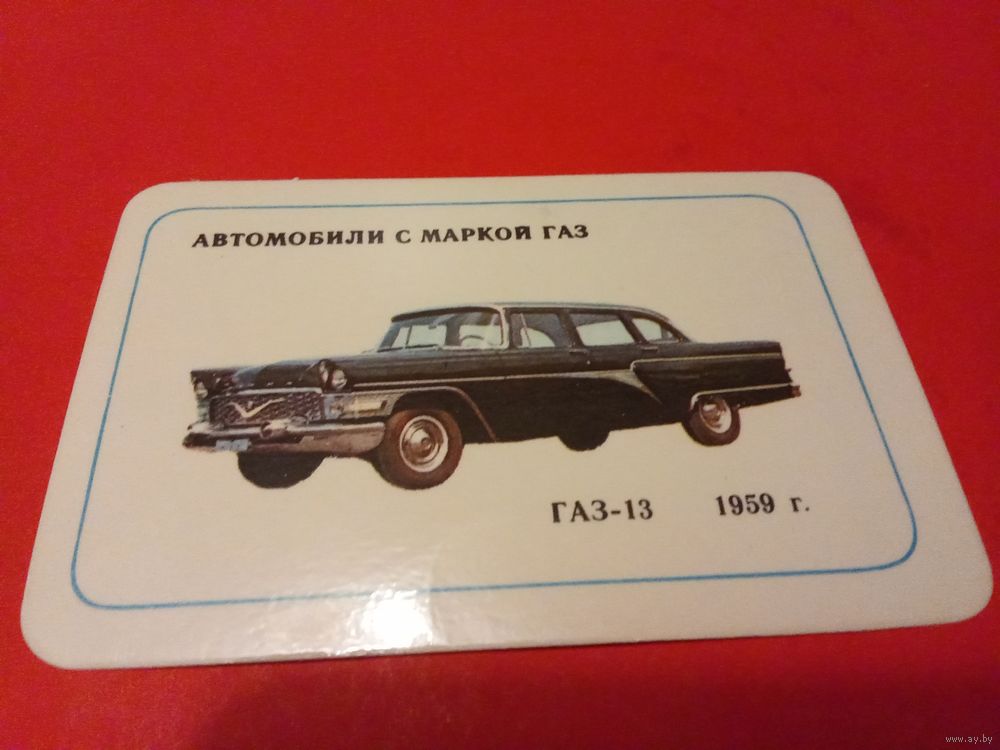 АВТОМОБИЛИ С МАРКОЙ ГАЗ
ГАЗ-13 1959 г.
www.ay.by